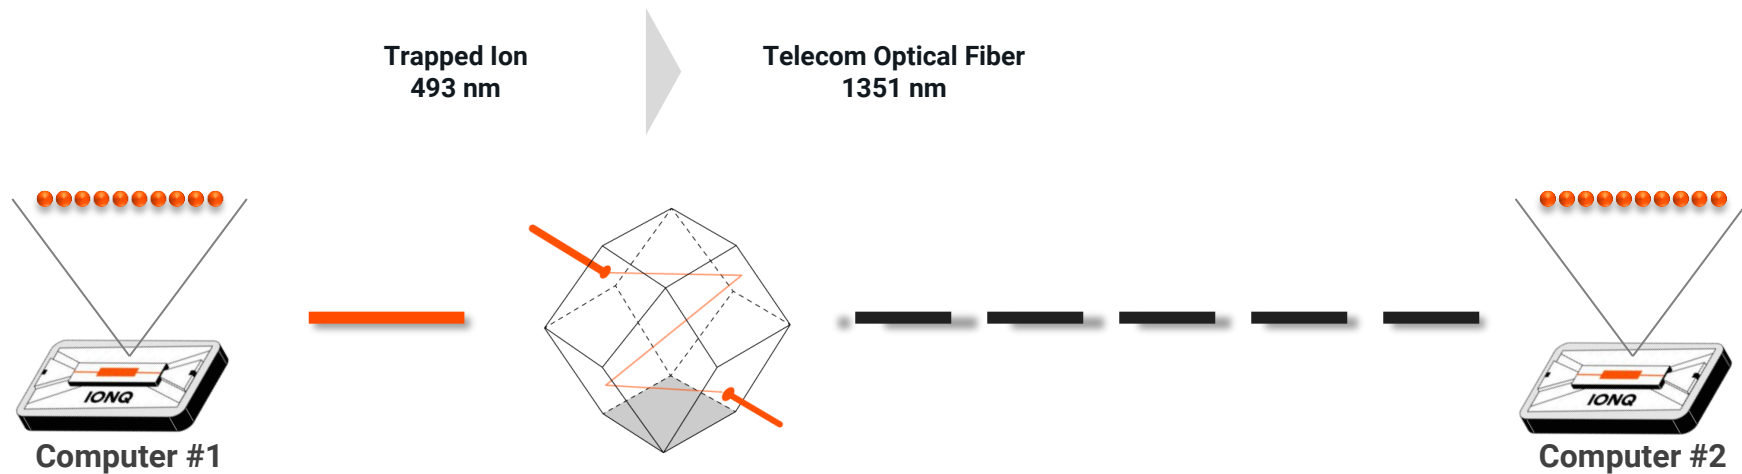 Trapped Ion
493 nm
Telecom Optical Fiber
1351 nm
IONQ
Computer #1
IONQ
Computer #2